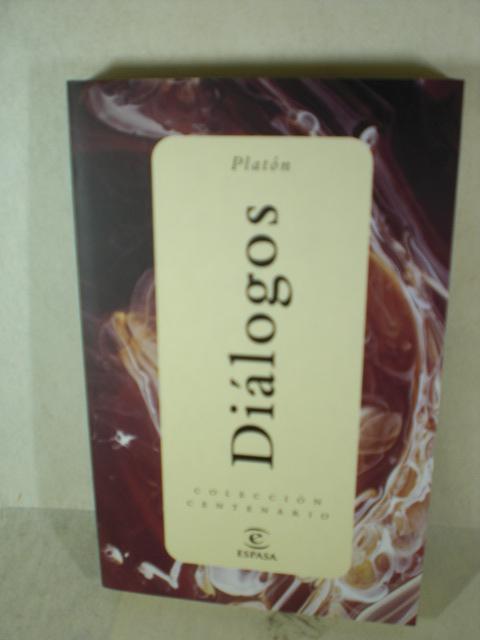 Platón
Diálogos
COLECCIÓN
CENTENARIO
e
ESPASA